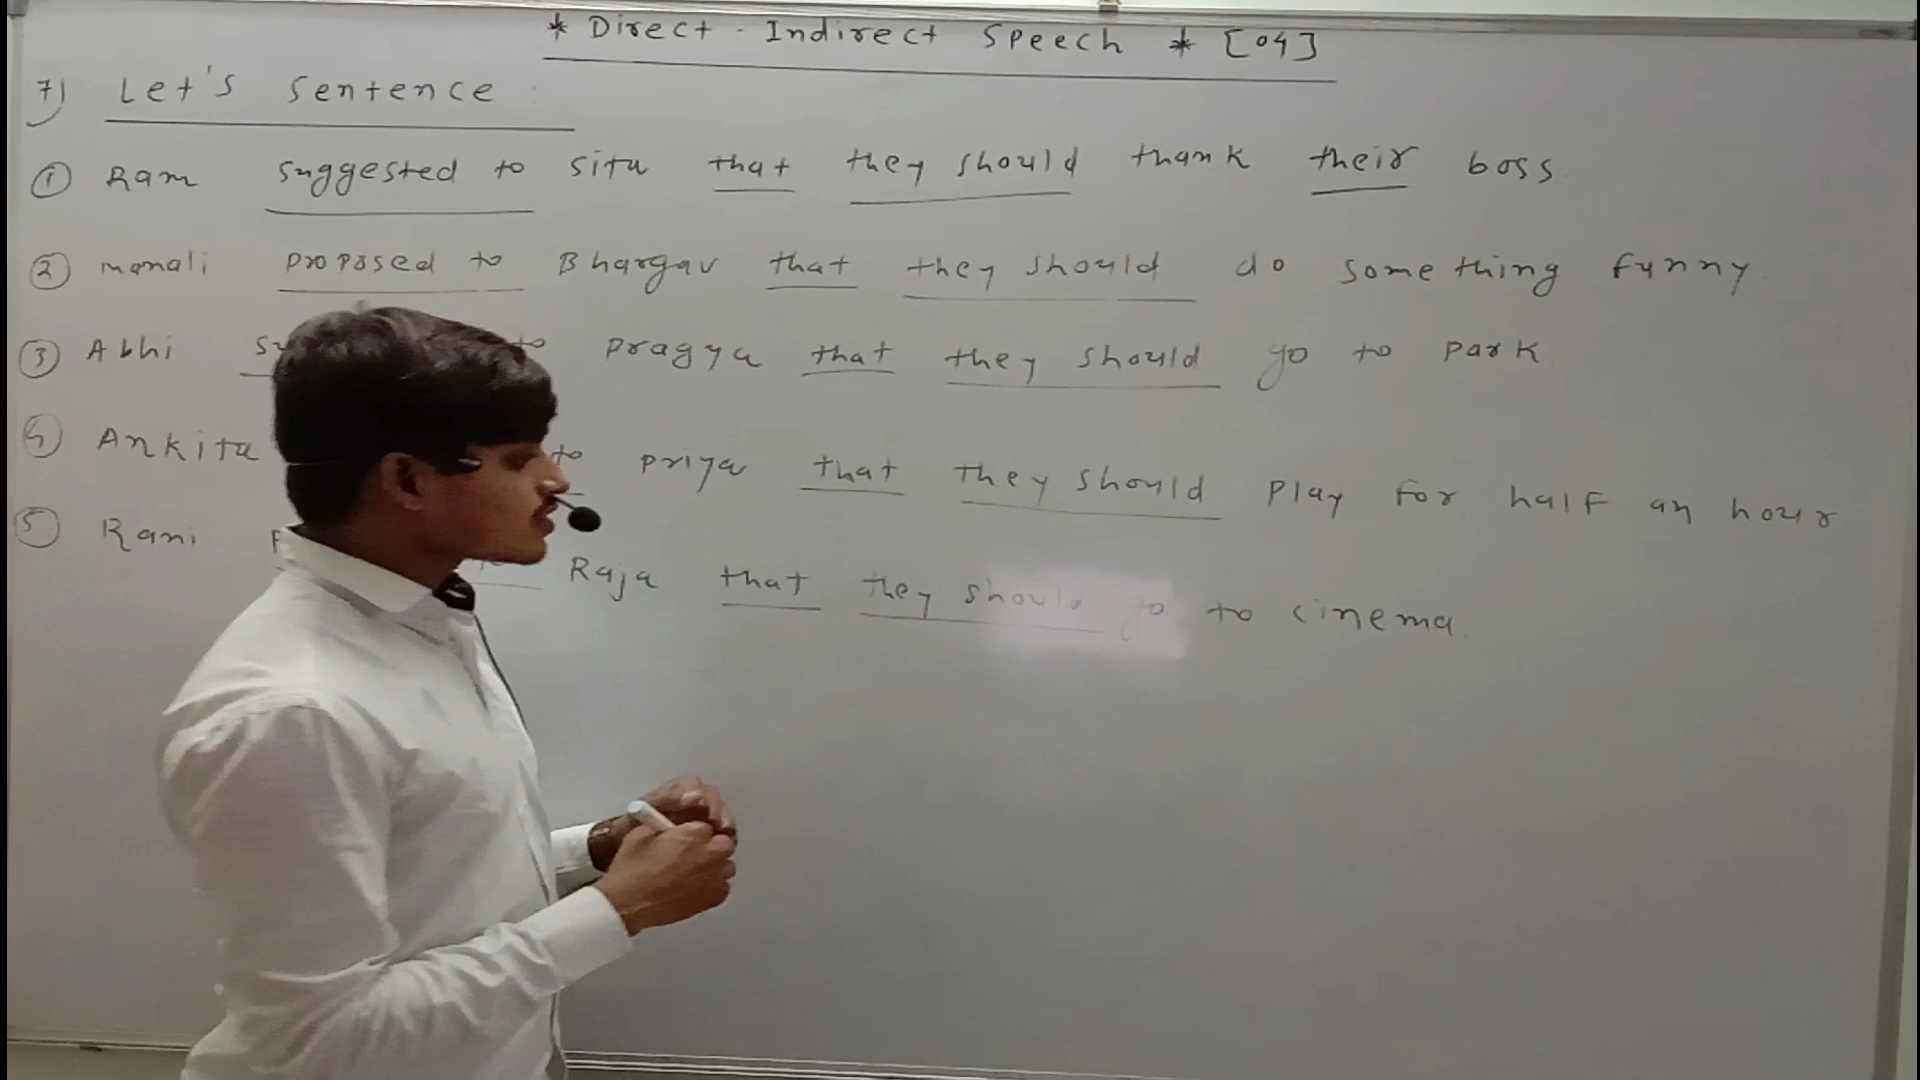 * Direct - Indirect Speech * [04]
7) Let's Sentence
① Ram suggested to situ that they should thank their boss
② manali proposed to Bhargav that they should do something funny
③ Abhi to pragya that they should go to park
④ Ankita to priya that they should play for half an hour
⑤ Rani Raja that they should go to cinema.